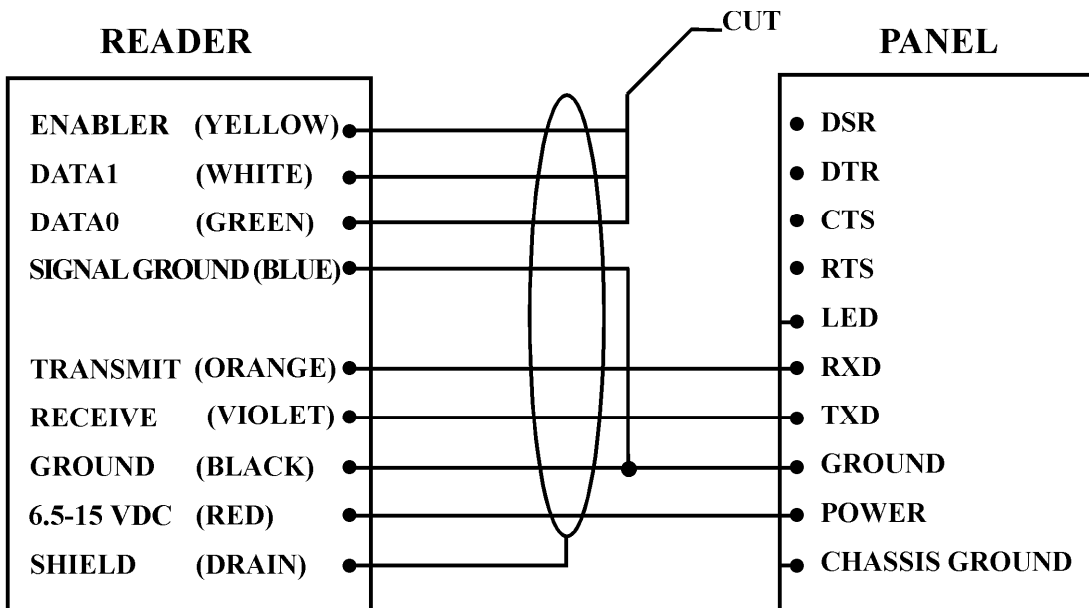 CUT
READER
PANEL
ENABLER (YELLOW)
DATA1 (WHITE)
DATA0 (GREEN)
SIGNAL GROUND (BLUE)
TRANSMIT (ORANGE)
RECEIVE (VIOLET)
GROUND (BLACK)
6.5-15 VDC (RED)
SHIELD (DRAIN)
DSR
DTR
CTS
RTS
LED
RXD
TXD
GROUND
POWER
CHASSIS GROUND